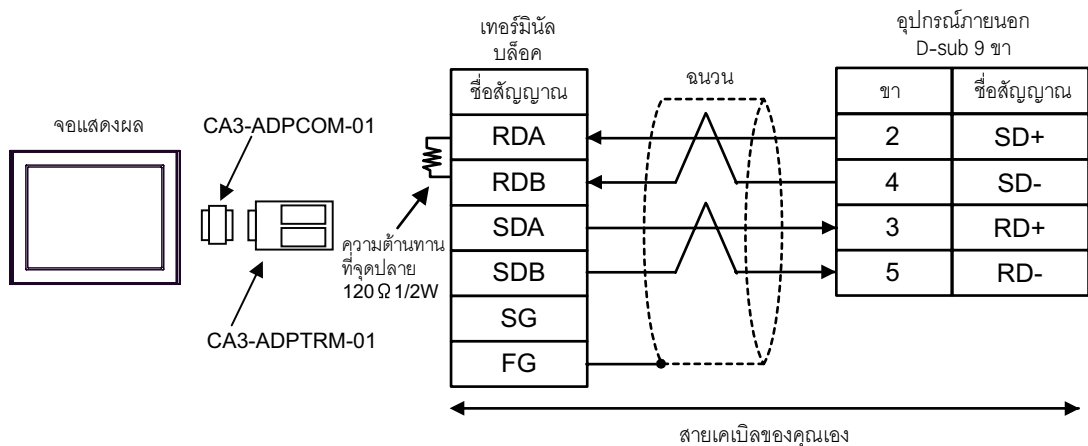 จอแสดงผล
CA3-ADPCOM-01
CA3-ADPTRM-01
ความต้านทาน
ที่จุดปลาย
120Ω 1/2W
เทอร์มินัล
บล็อค
ชื่อสัญญาณ
RDA
RDB
SDA
SDB
SG
FG
ฉนวน
อุปกรณ์ภายนอก
D-sub 9 ขา
ขา ชื่อสัญญาณ
2 SD+
4 SD-
3 RD+
5 RD-
สายเคเบิลของคุณเอง